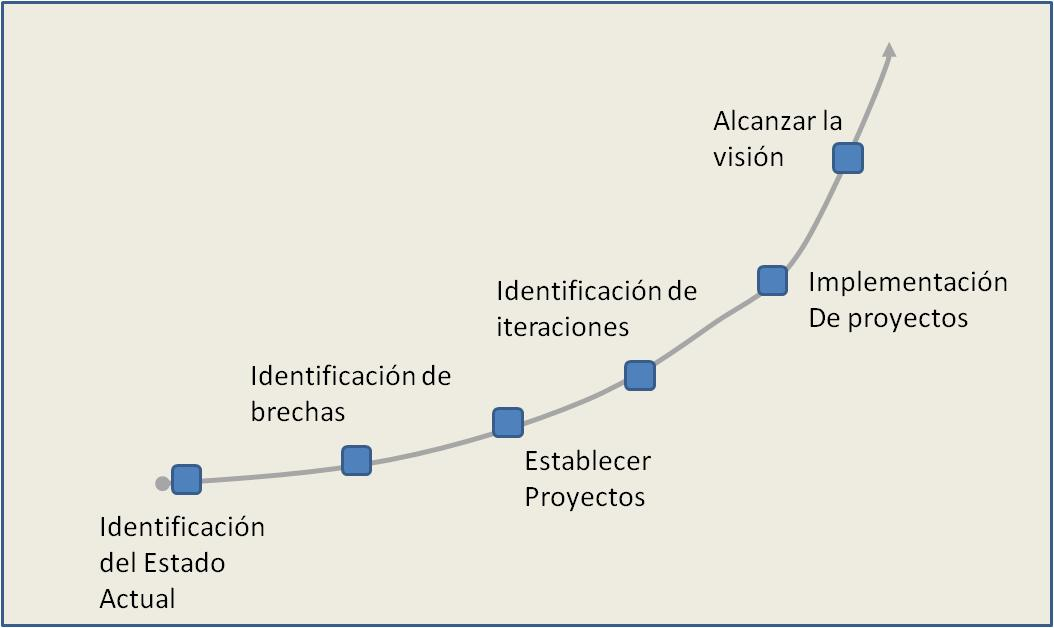 Alcanzar la
visión
Identificación de
iteraciones
Implementación
De proyectos
Identificación de
brechas
Establecer
Proyectos
Identificación
del Estado
Actual